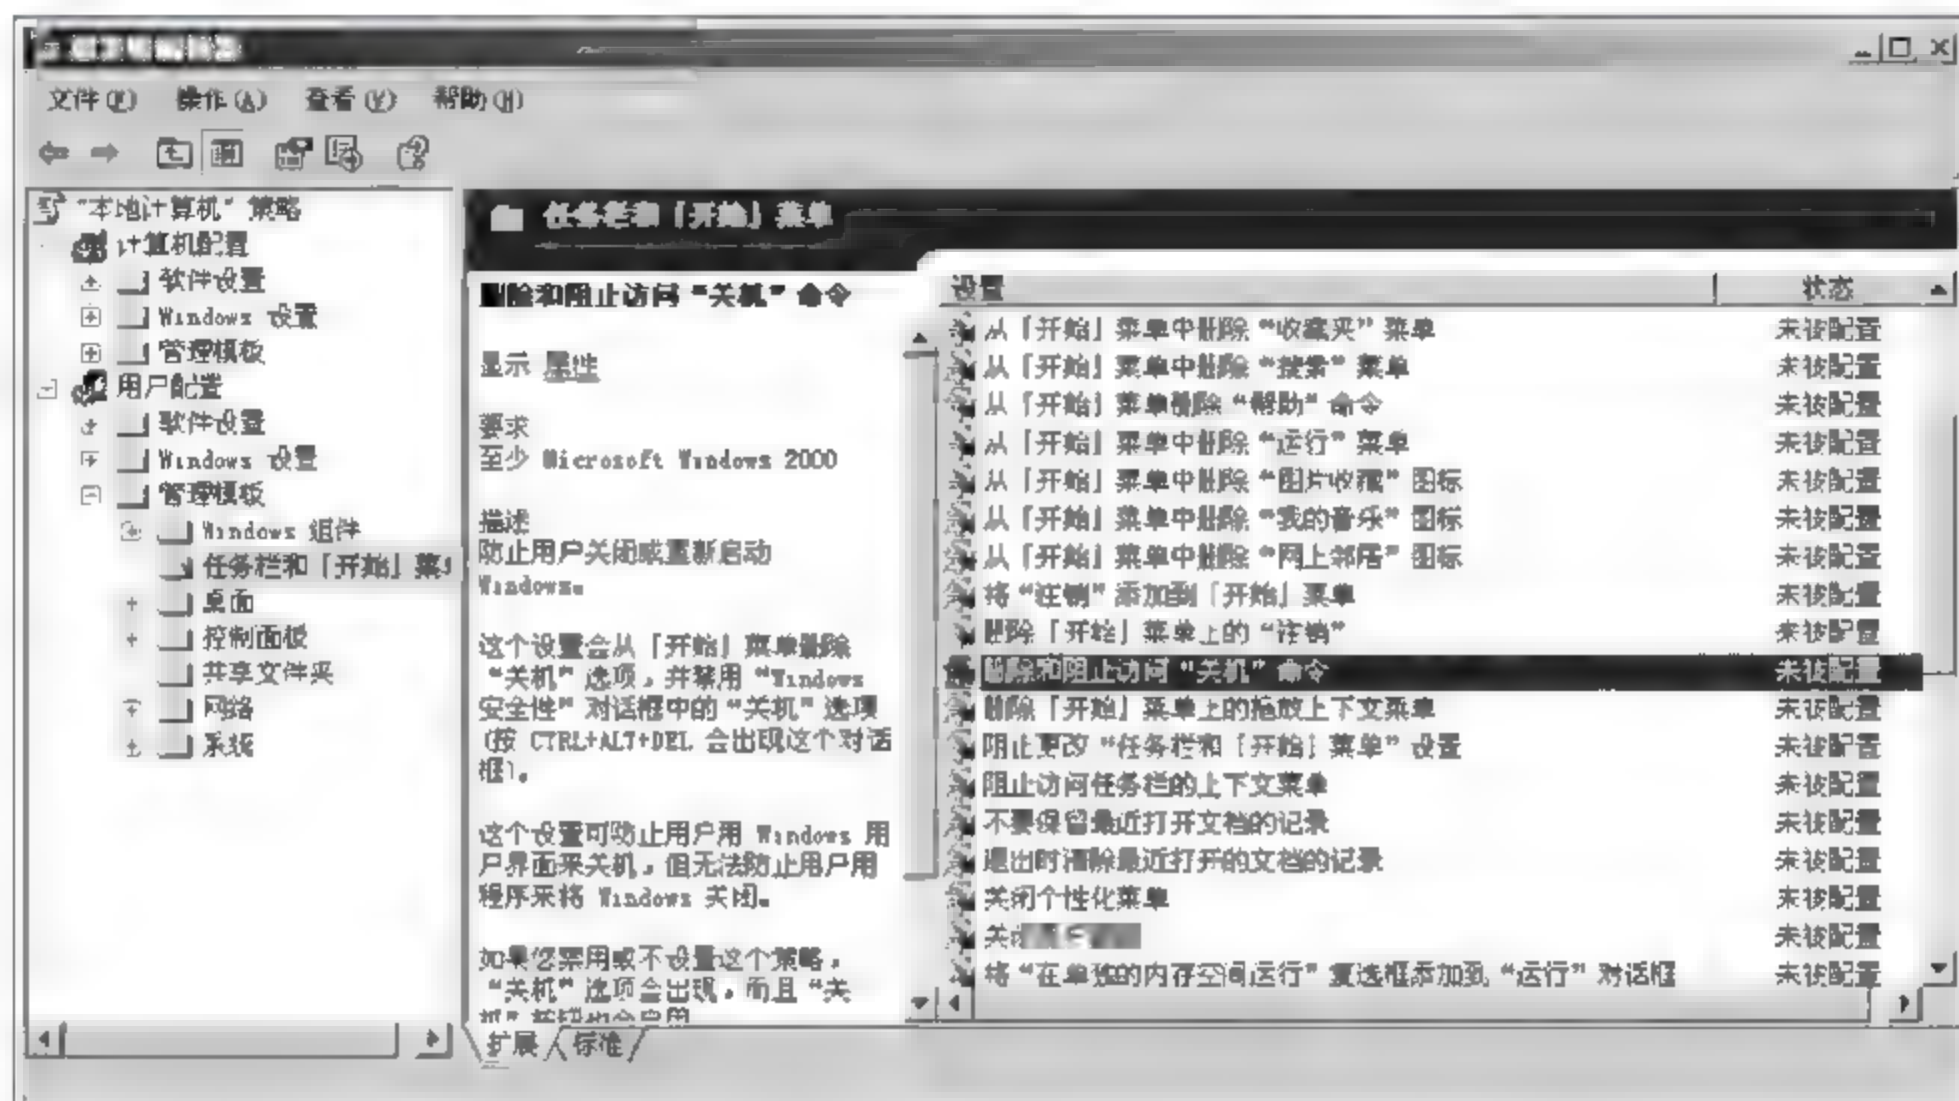 文件(F) 操作(A) 查看(V) 帮助(H)
"本地计算机" 策略
计算机配置
软件设置
Windows 设置
管理模板
用户配置
软件设置
Windows 设置
管理模板
Windows 组件
任务栏和「开始」菜
桌面
控制面板
共享文件夹
网络
系统
任务栏和「开始」菜单
删除和阻止访问"关机"命令
显示 属性
要求
至少 Microsoft Windows 2000
描述
防止用户关闭或重新启动
Windows。
这个设置会从「开始」菜单删除
"关机"选项,并禁用"Windows
安全性"对话框中的"关机"选项
(按 CTRL+ALT+DEL 会出现这个对话
框)。
这个设置可防止用户用 Windows 用
户界面来关机,但无法防止用户用
程序来将 Windows 关闭。
如果您禁用或不设置这个策略,
"关机"选项会出现,而且"关
机"按钮也会启用
扩展 标准
设置 状态
从「开始」菜单中删除"收藏夹"菜单 未被配置
从「开始」菜单中删除"搜索"菜单 未被配置
从「开始」菜单删除"帮助"命令 未被配置
从「开始」菜单中删除"运行"菜单 未被配置
从「开始」菜单中删除"图片收藏"图标 未被配置
从「开始」菜单中删除"我的音乐"图标 未被配置
从「开始」菜单中删除"网上邻居"图标 未被配置
将"注销"添加到「开始」菜单 未被配置
删除「开始」菜单上的"注销" 未被配置
删除和阻止访问"关机"命令 未被配置
删除「开始」菜单上的拖放上下文菜单 未被配置
阻止更改"任务栏和「开始」菜单"设置 未被配置
阻止访问任务栏的上下文菜单 未被配置
不要保留最近打开文档的记录 未被配置
退出时清除最近打开的文档的记录 未被配置
关闭个性化菜单 未被配置
关闭 未被配置
将"在单独的内存空间运行"复选框添加到"运行"对话框 未被配置